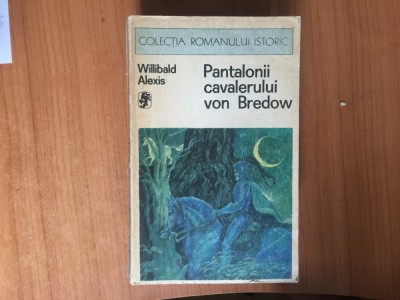 COLECȚIA ROMANULUI ISTORIC
Willibald
Alexis
Pantalonii
cavalerului
von Bredow